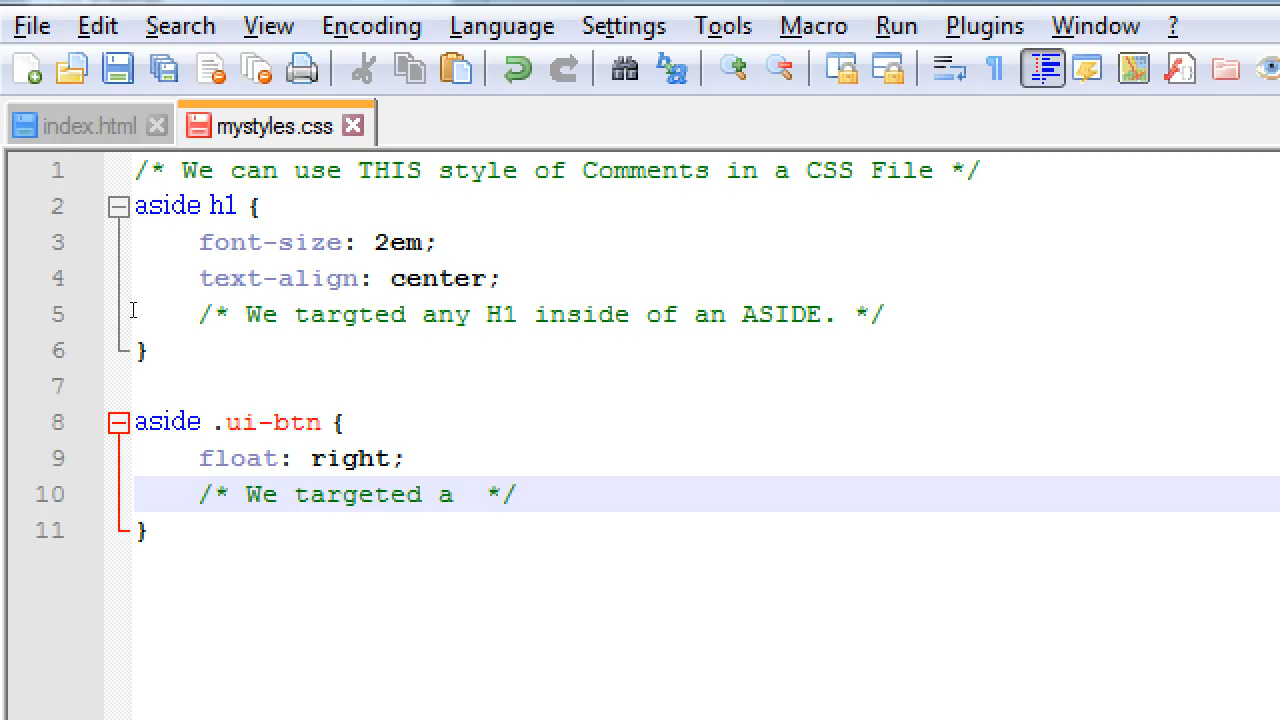 File Edit Search View Encoding Language Settings Tools Macro Run Plugins Window ?
index.html mystyles.css
1 /* We can use THIS style of Comments in a CSS File */
2 aside h1 {
3 font-size: 2em;
4 text-align: center;
5 /* We targted any H1 inside of an ASIDE. */
6 }
7
8 aside .ui-btn {
9 float: right;
10 /* We targeted a  */
11 }